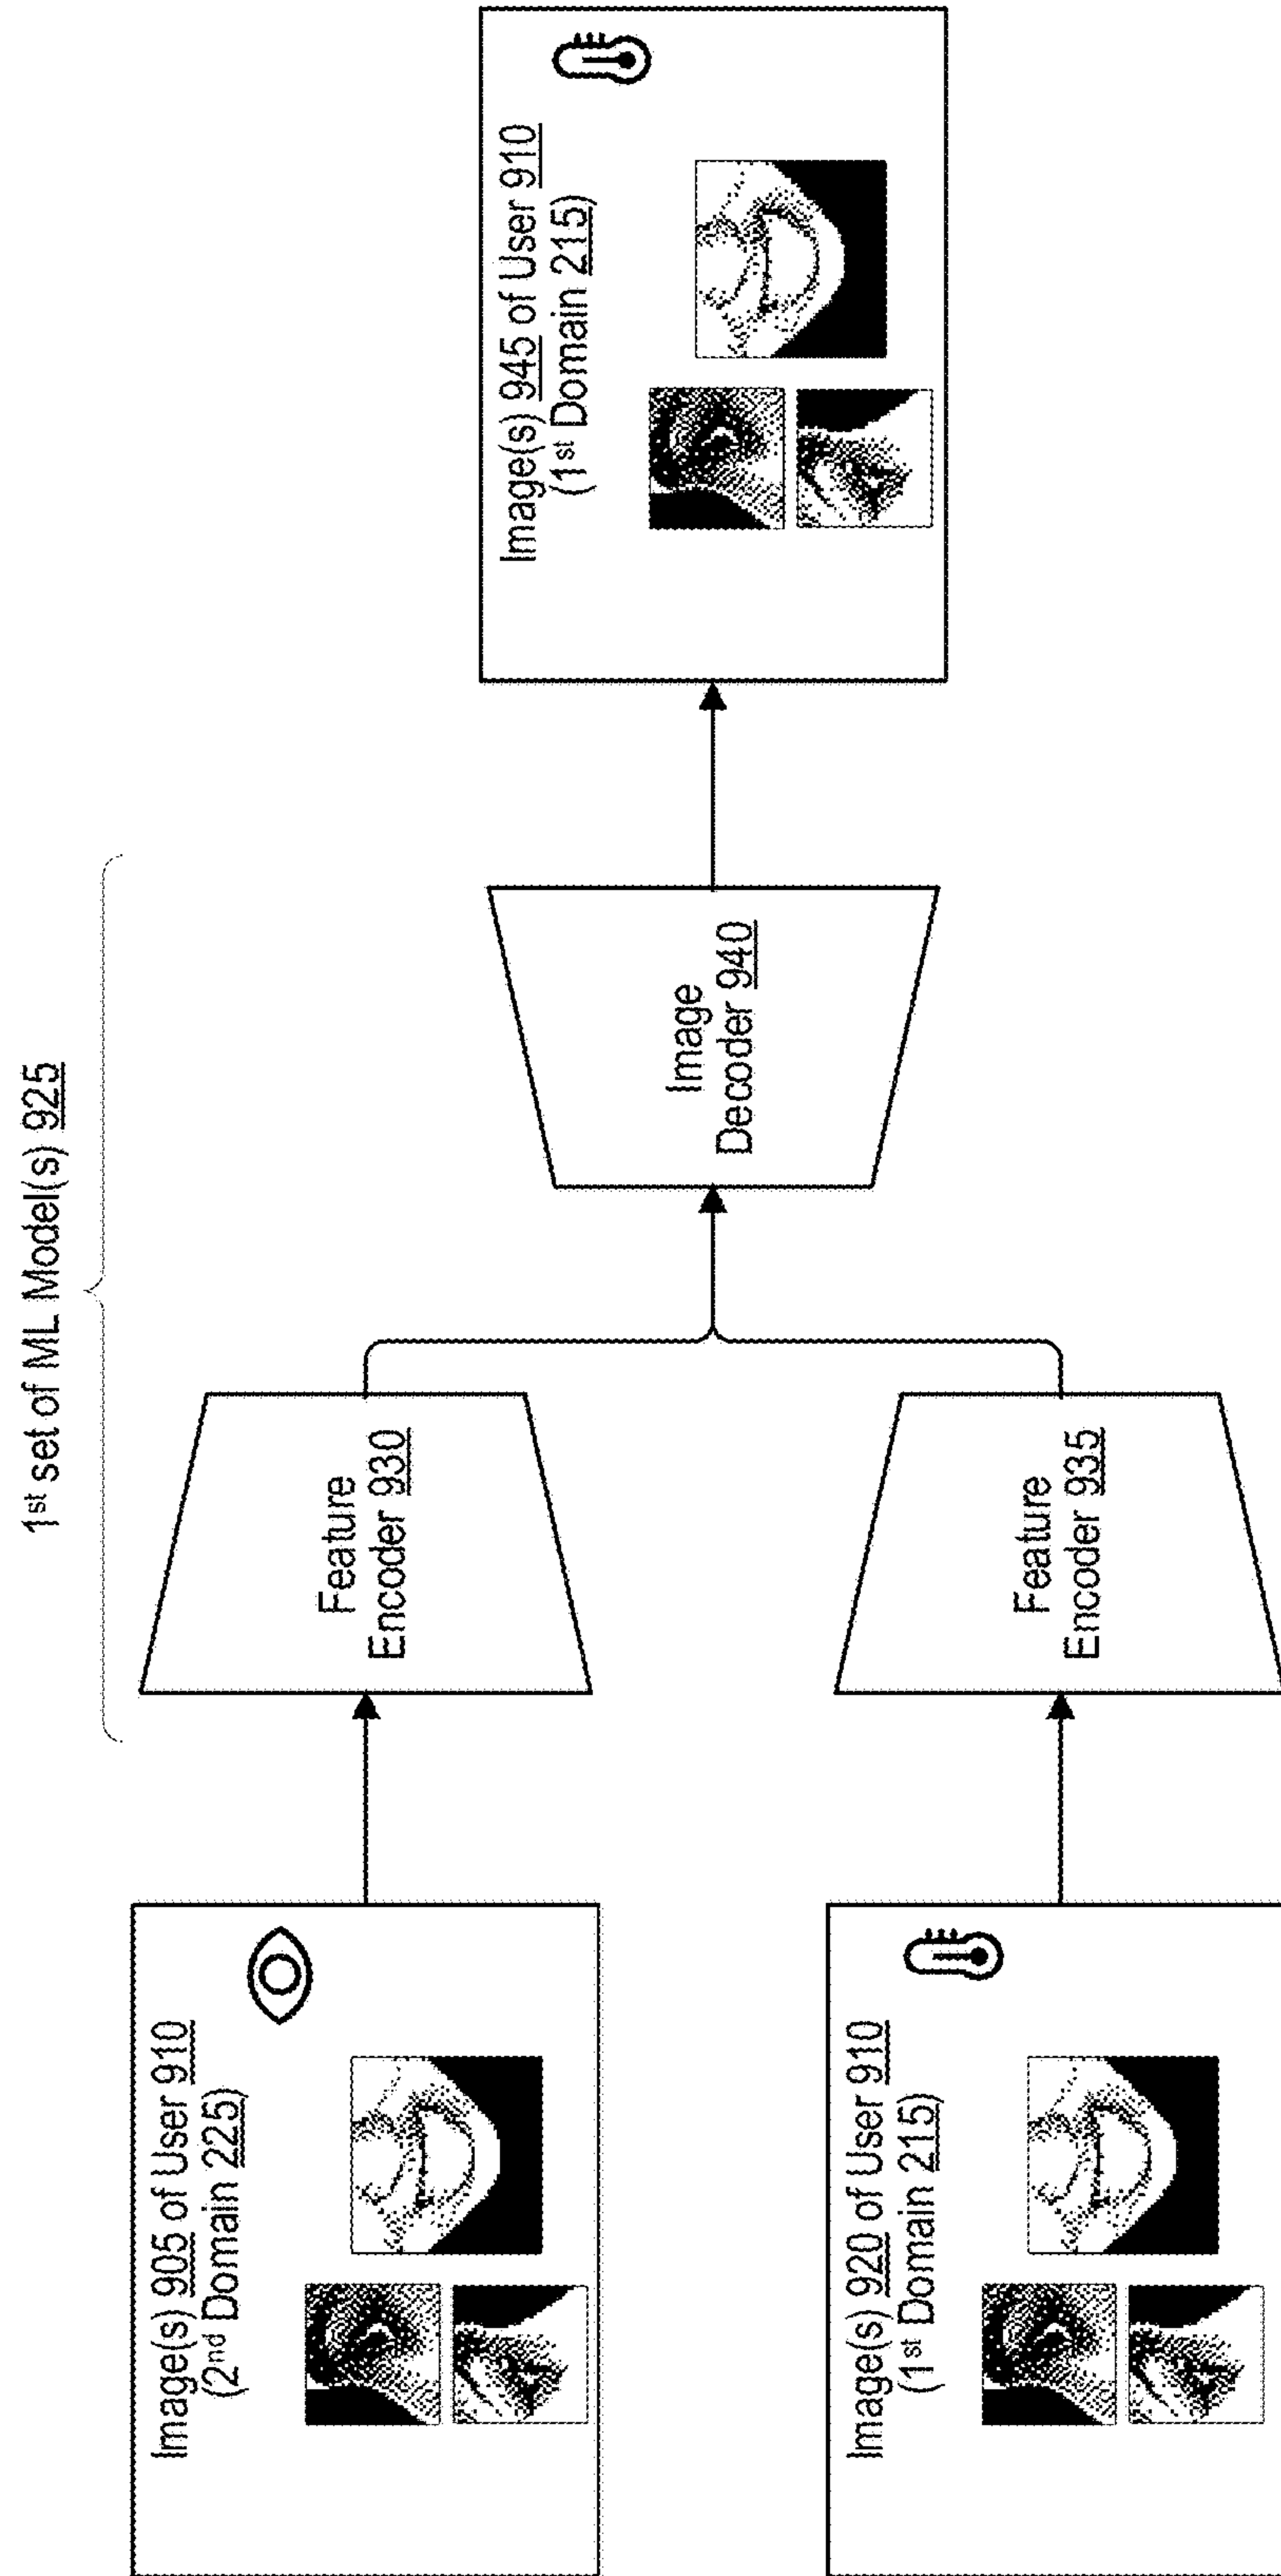 1st set of ML Model(s) 925
Image(s) 905 of User 910
(2nd Domain 225)
Feature
Encoder 930
Image(s) 920 of User 910
(1st Domain 215)
Feature
Encoder 935
Image
Decoder 940
Image(s) 945 of User 910
(1st Domain 215)